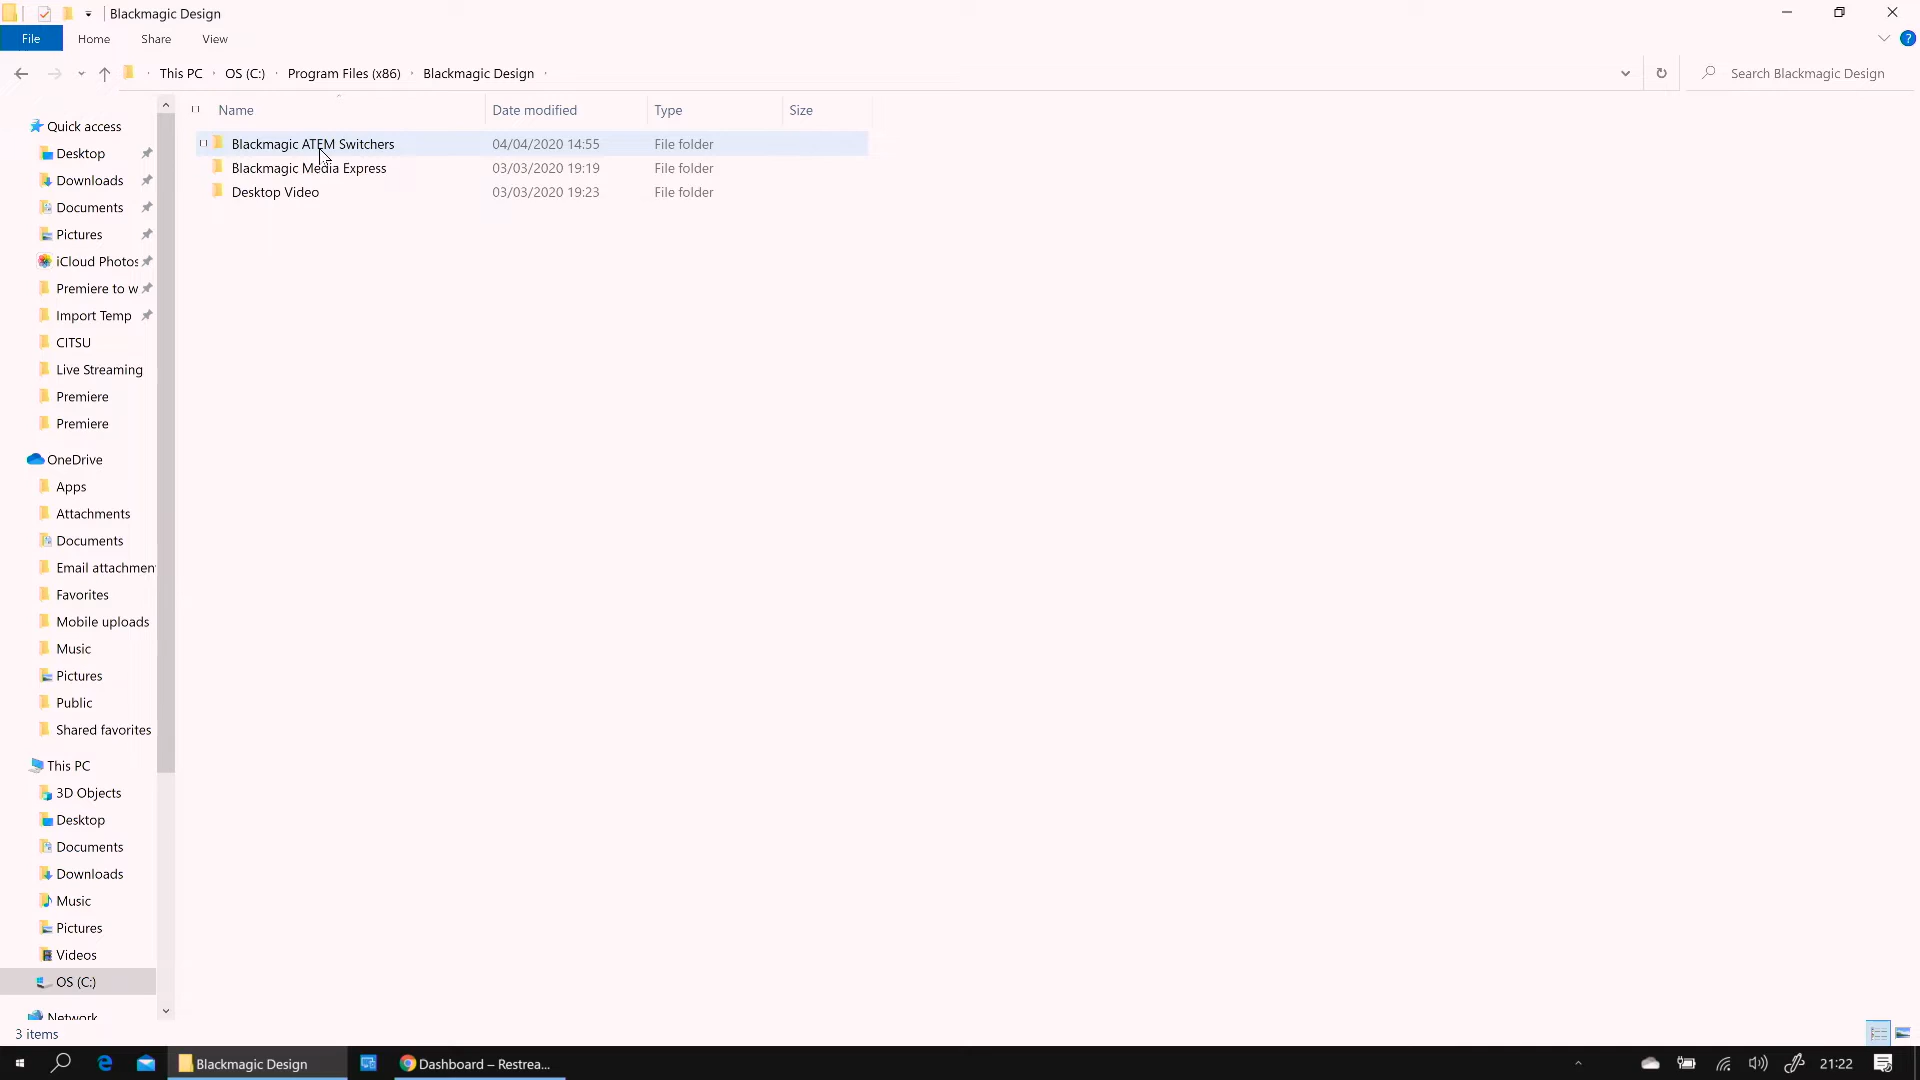 Blackmagic Design
File Home Share View
This PC OS (C:) Program Files (x86) Blackmagic Design
Search Blackmagic Design
Name Date modified Type Size
Blackmagic ATEM Switchers 04/04/2020 14:55 File folder
Blackmagic Media Express 03/03/2020 19:19 File folder
Desktop Video 03/03/2020 19:23 File folder
Quick access
Desktop
Downloads
Documents
Pictures
iCloud Photos
Premiere to w
Import Temp
CITSU
Live Streaming
Premiere
Premiere
OneDrive
Apps
Attachments
Documents
Email attachmen
Favorites
Mobile uploads
Music
Pictures
Public
Shared favorites
This PC
3D Objects
Desktop
Documents
Downloads
Music
Pictures
Videos
OS (C:)
Network
3 items
Blackmagic Design
Dashboard – Restrea...
21:22